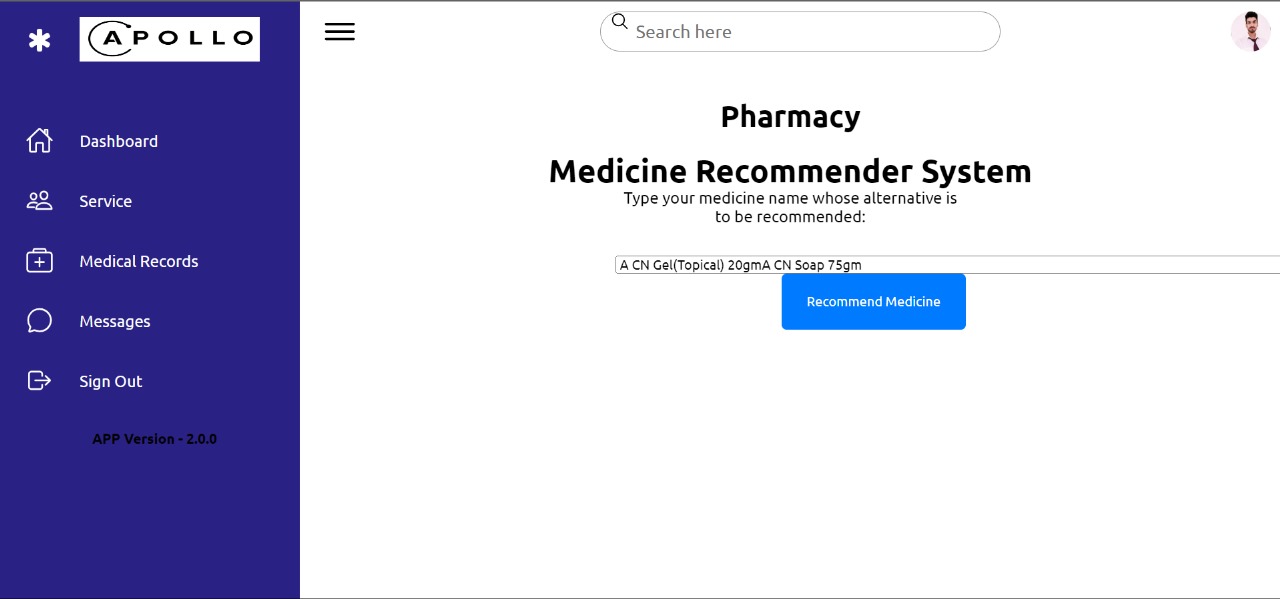 APOLLO
Search here
Dashboard
Service
Medical Records
Messages
Sign Out
APP Version - 2.0.0
Pharmacy
Medicine Recommender System
Type your medicine name whose alternative is
to be recommended:
A CN Gel(Topical) 20gmA CN Soap 75gm
Recommend Medicine